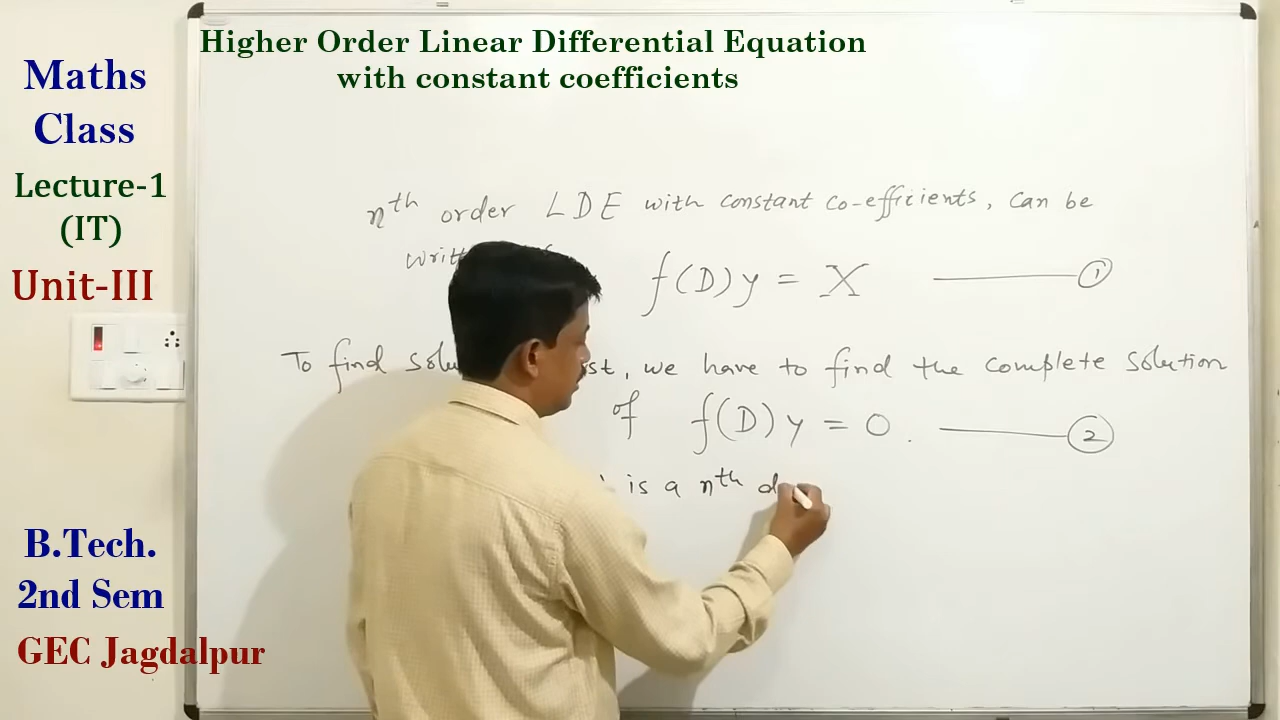 Higher Order Linear Differential Equation
with constant coefficients
Maths
Class
Lecture-1
(IT)
Unit-III
B.Tech.
2nd Sem
GEC Jagdalpur
nth order LDE with constant co-efficients, can be
f(D)y = X ——— ①
To find we have to find the complete solution
of f(D)y = 0. ——— ②
is a nth